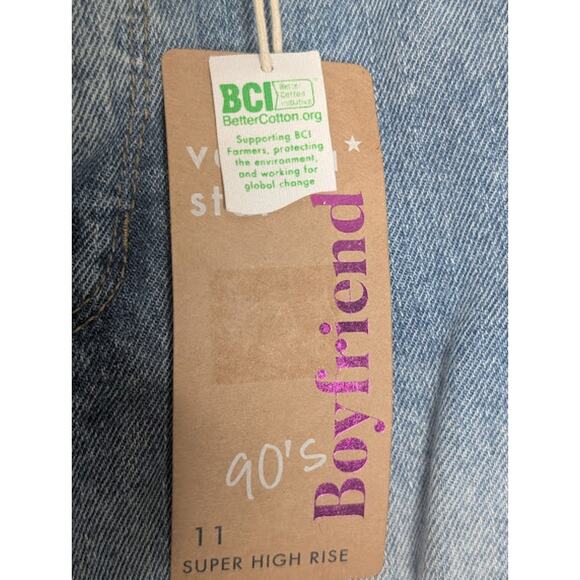 BCI Better
Cotton
Initiative
BetterCotton.org
Supporting BCI
Farmers, protecting
the environment,
and working for
global change
90's
Boyfriend
11
SUPER HIGH RISE